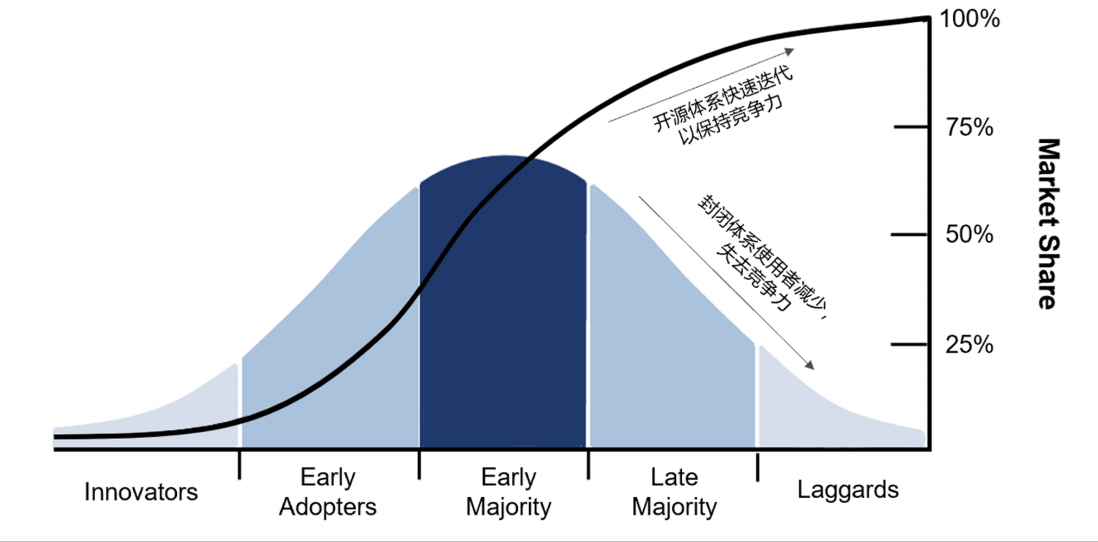 100%
开源体系快速迭代
以保持竞争力
75%
Market Share
封闭体系使用者减少,
失去竞争力
50%
25%
Innovators
Early
Adopters
Early
Majority
Late
Majority
Laggards